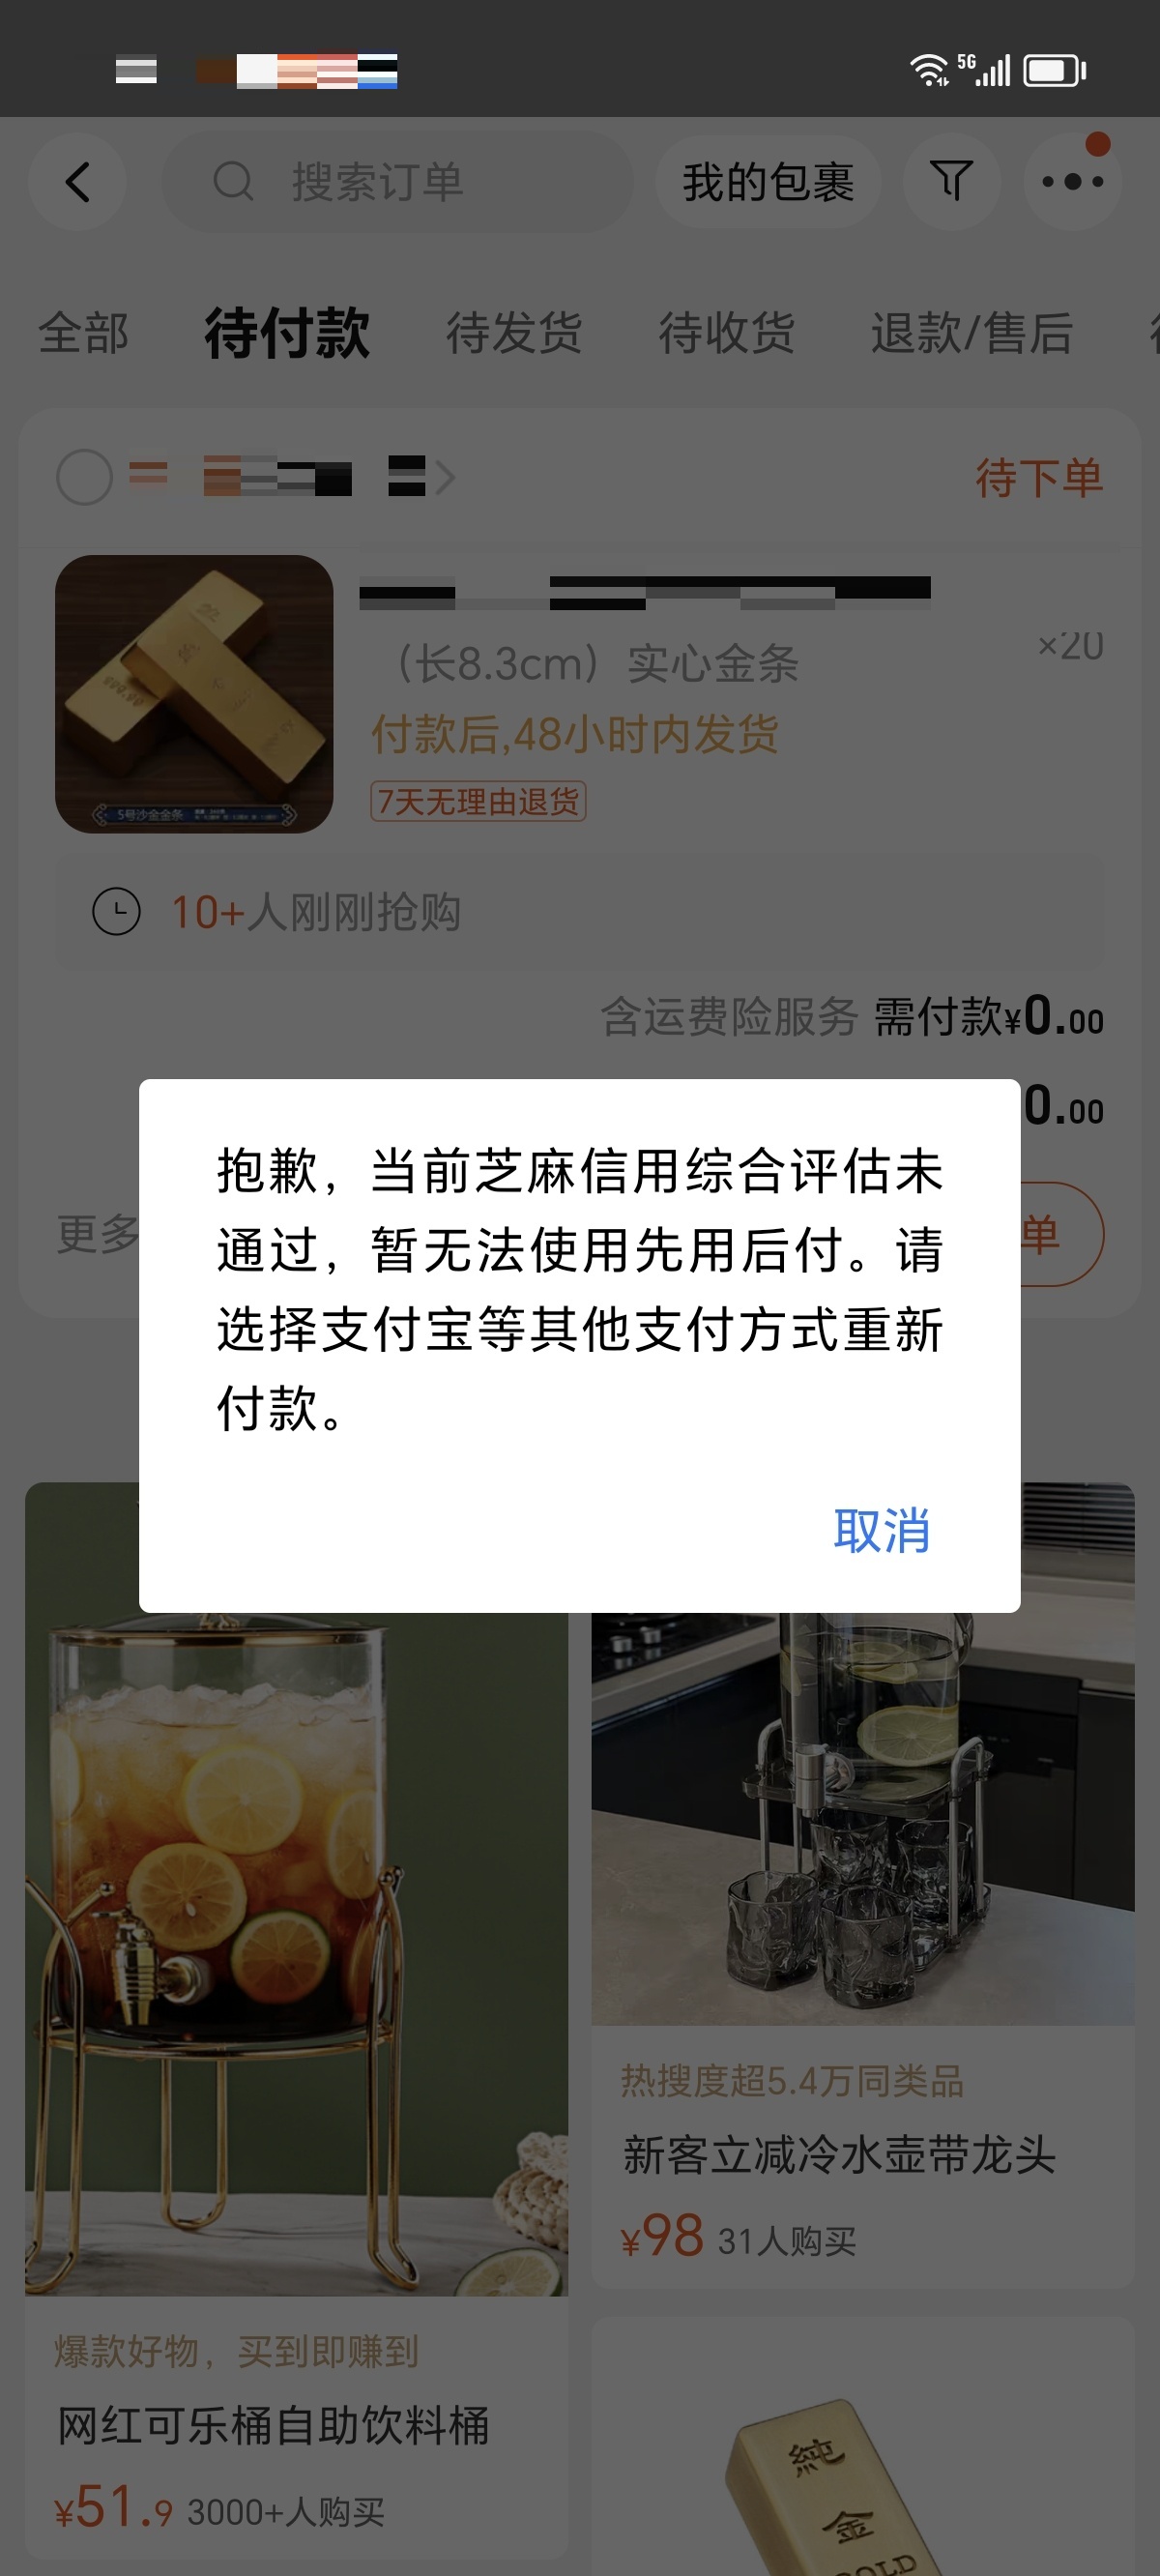 5G
搜索订单
我的包裹
全部 待付款 待发货 待收货 退款/售后
待下单
（长8.3cm）实心金条
×20
付款后,48小时内发货
7天无理由退货
5号沙金金条
10+人刚刚抢购
含运费险服务 需付款¥0.00
0.00
更多
单
抱歉，当前芝麻信用综合评估未
通过，暂无法使用先用后付。请
选择支付宝等其他支付方式重新
付款。
取消
热搜度超5.4万同类品
新客立减冷水壶带龙头
¥98 31人购买
爆款好物，买到即赚到
网红可乐桶自助饮料桶
¥51.9 3000+人购买
純
金
GOLD